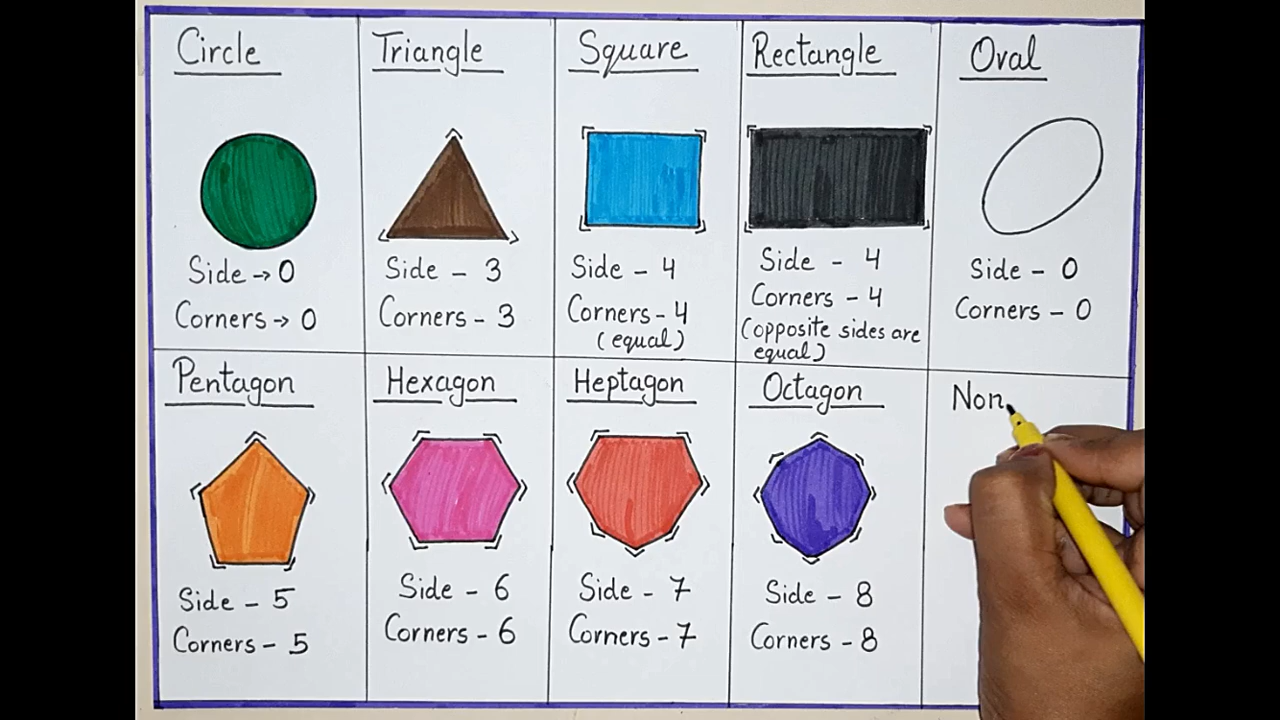 Circle
Side → 0
Corners → 0
Triangle
Side - 3
Corners - 3
Square
Side - 4
Corners - 4
(equal)
Rectangle
Side - 4
Corners - 4
(opposite sides are
equal)
Oval
Side - 0
Corners - 0
Pentagon
Side - 5
Corners - 5
Hexagon
Side - 6
Corners - 6
Heptagon
Side - 7
Corners - 7
Octagon
Side - 8
Corners - 8
Non